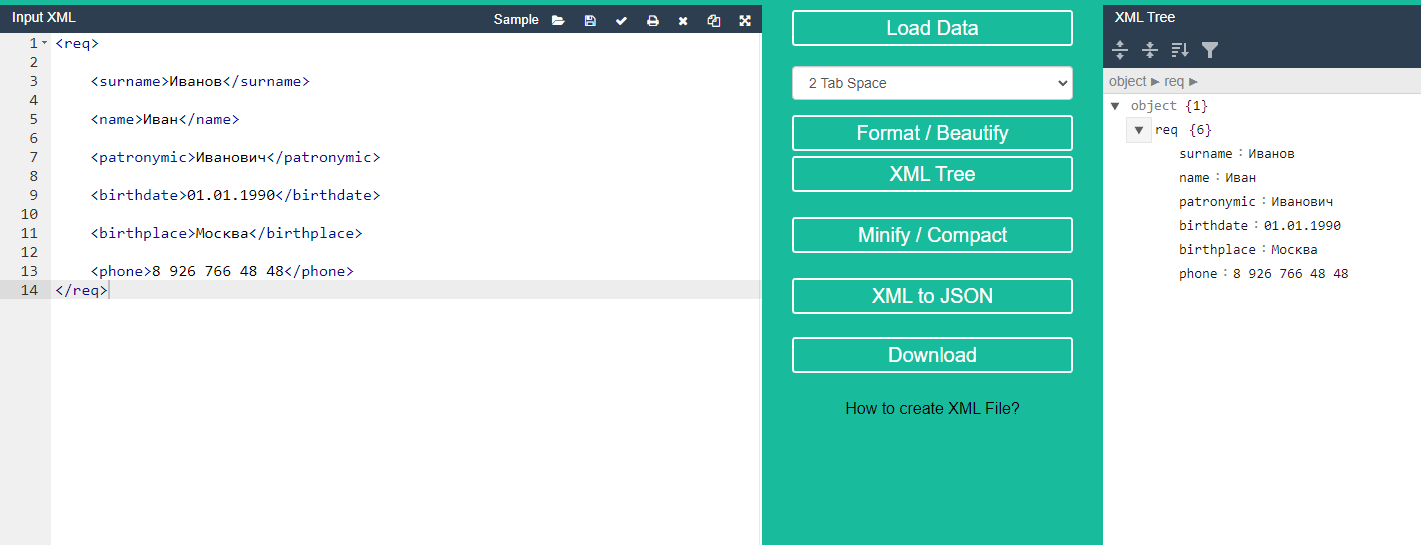 Input XML
Sample
1 <req>
2
3 <surname>Иванов</surname>
4
5 <name>Иван</name>
6
7 <patronymic>Иванович</patronymic>
8
9 <birthdate>01.01.1990</birthdate>
10
11 <birthplace>Москва</birthplace>
12
13 <phone>8 926 766 48 48</phone>
14 </req>
Load Data
2 Tab Space
Format / Beautify
XML Tree
Minify / Compact
XML to JSON
Download
How to create XML File?
XML Tree
object ► req ►
object {1}
req {6}
surname : Иванов
name : Иван
patronymic : Иванович
birthdate : 01.01.1990
birthplace : Москва
phone : 8 926 766 48 48